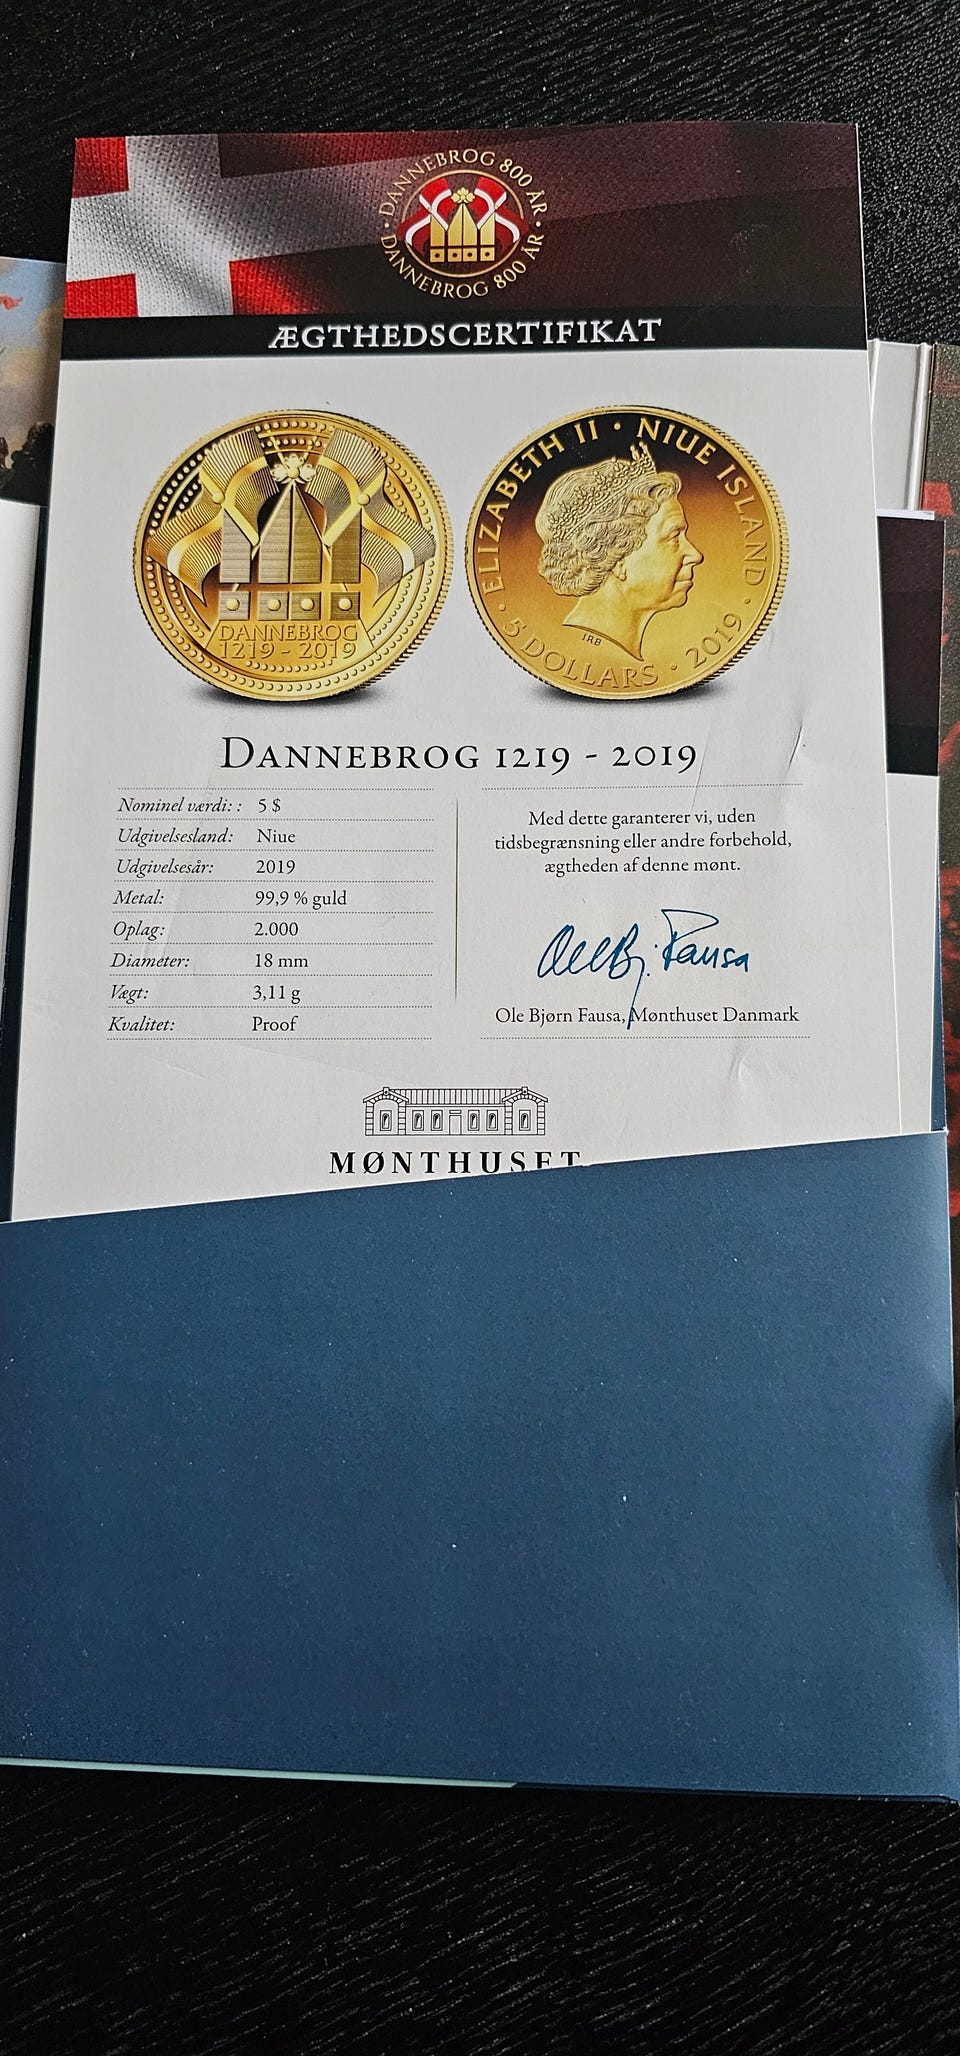 · DANNEBROG 800 ÅR ·
DANNEBROG 800 ÅR
ÆGTHEDSCERTIFIKAT
DANNEBROG
1219 - 2019
· ELIZABETH II · NIUE ISLAND ·
IRB
5 DOLLARS · 2019
DANNEBROG 1219 - 2019
Nominel værdi: : 5 $
Udgivelsesland: Niue
Udgivelsesår: 2019
Metal: 99,9 % guld
Oplag: 2.000
Diameter: 18 mm
Vægt: 3,11 g
Kvalitet: Proof
Med dette garanterer vi, uden
tidsbegrænsning eller andre forbehold,
ægtheden af denne mønt.
Ole Bj. Fausa
Ole Bjørn Fausa, Mønthuset Danmark
MØNTHUSET